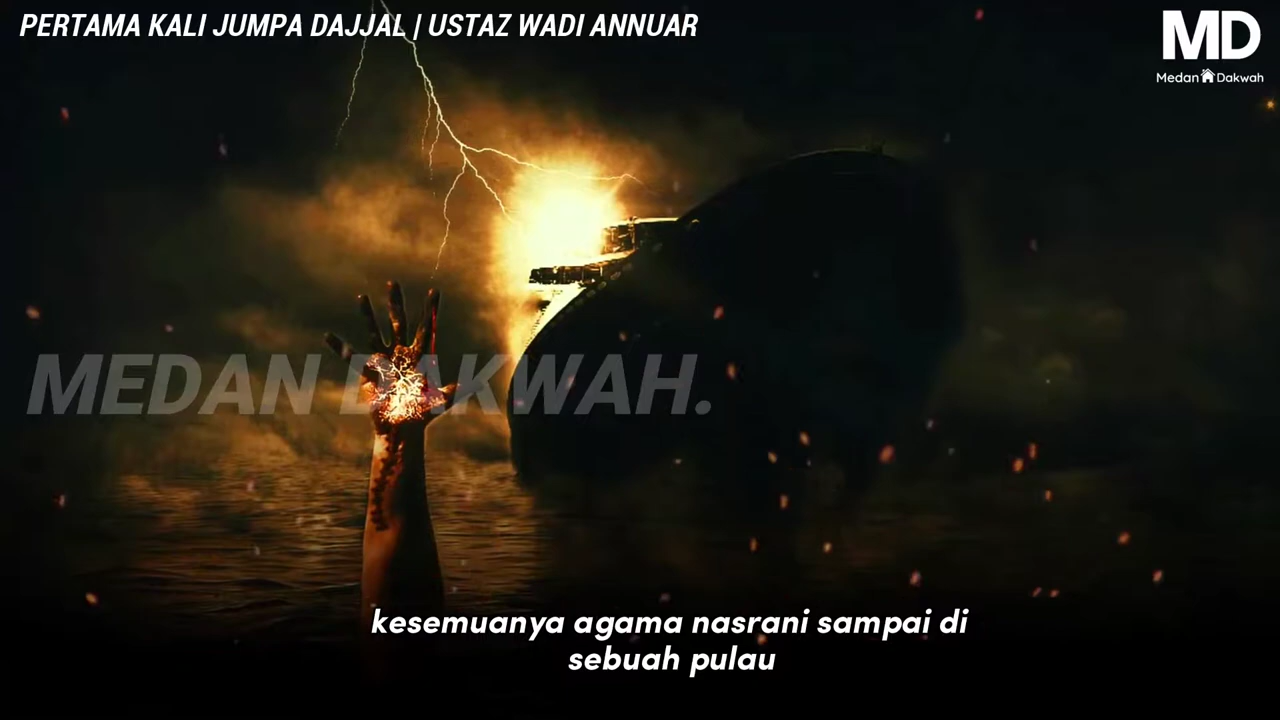 PERTAMA KALI JUMPA DAJJAL | USTAZ WADI ANNUAR
MD
Medan Dakwah
MEDAN DAKWAH.
kesemuanya agama nasrani sampai di
sebuah pulau